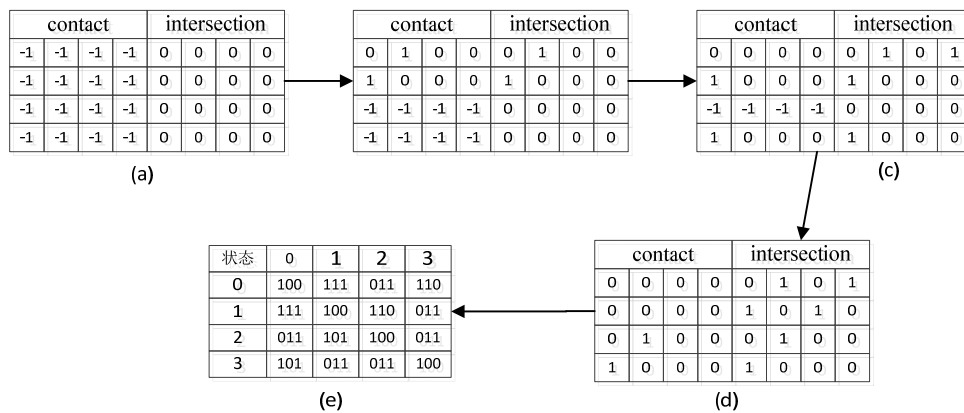 contact intersection
-1 -1 -1 -1 0 0 0 0
-1 -1 -1 -1 0 0 0 0
-1 -1 -1 -1 0 0 0 0
-1 -1 -1 -1 0 0 0 0
(a)
contact intersection
0 1 0 0 0 1 0 0
1 0 0 0 1 0 0 0
-1 -1 -1 -1 0 0 0 0
-1 -1 -1 -1 0 0 0 0
contact intersection
0 0 0 0 0 1 0 1
1 0 0 0 1 0 0 0
-1 -1 -1 -1 0 0 0 0
1 0 0 0 1 0 0 0
(c)
contact intersection
0 0 0 0 0 1 0 1
0 0 0 0 1 0 1 0
0 1 0 0 0 1 0 0
1 0 0 0 1 0 0 0
(d)
状态 0 1 2 3
0 100 111 011 110
1 111 100 110 011
2 011 101 100 011
3 101 011 011 100
(e)